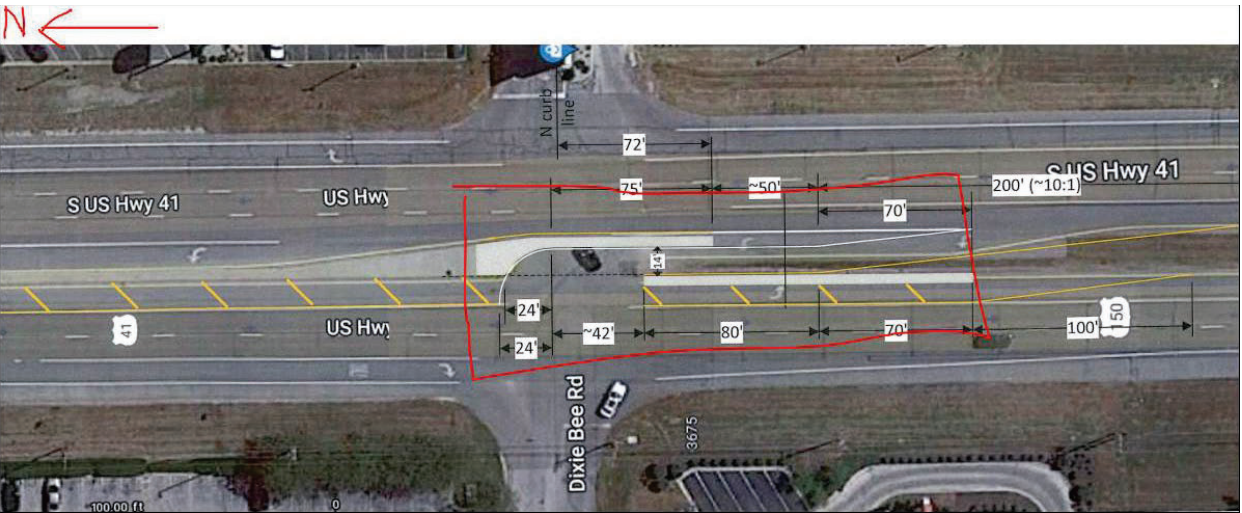 N
N curb
line
72'
S US Hwy 41
US Hwy
75'
~50'
200' (~10:1)
S US Hwy 41
70'
14'
24'
41
US Hwy
24'
~42'
80'
70'
100'
150
Dixie Bee Rd
3675
100.00 ft
0